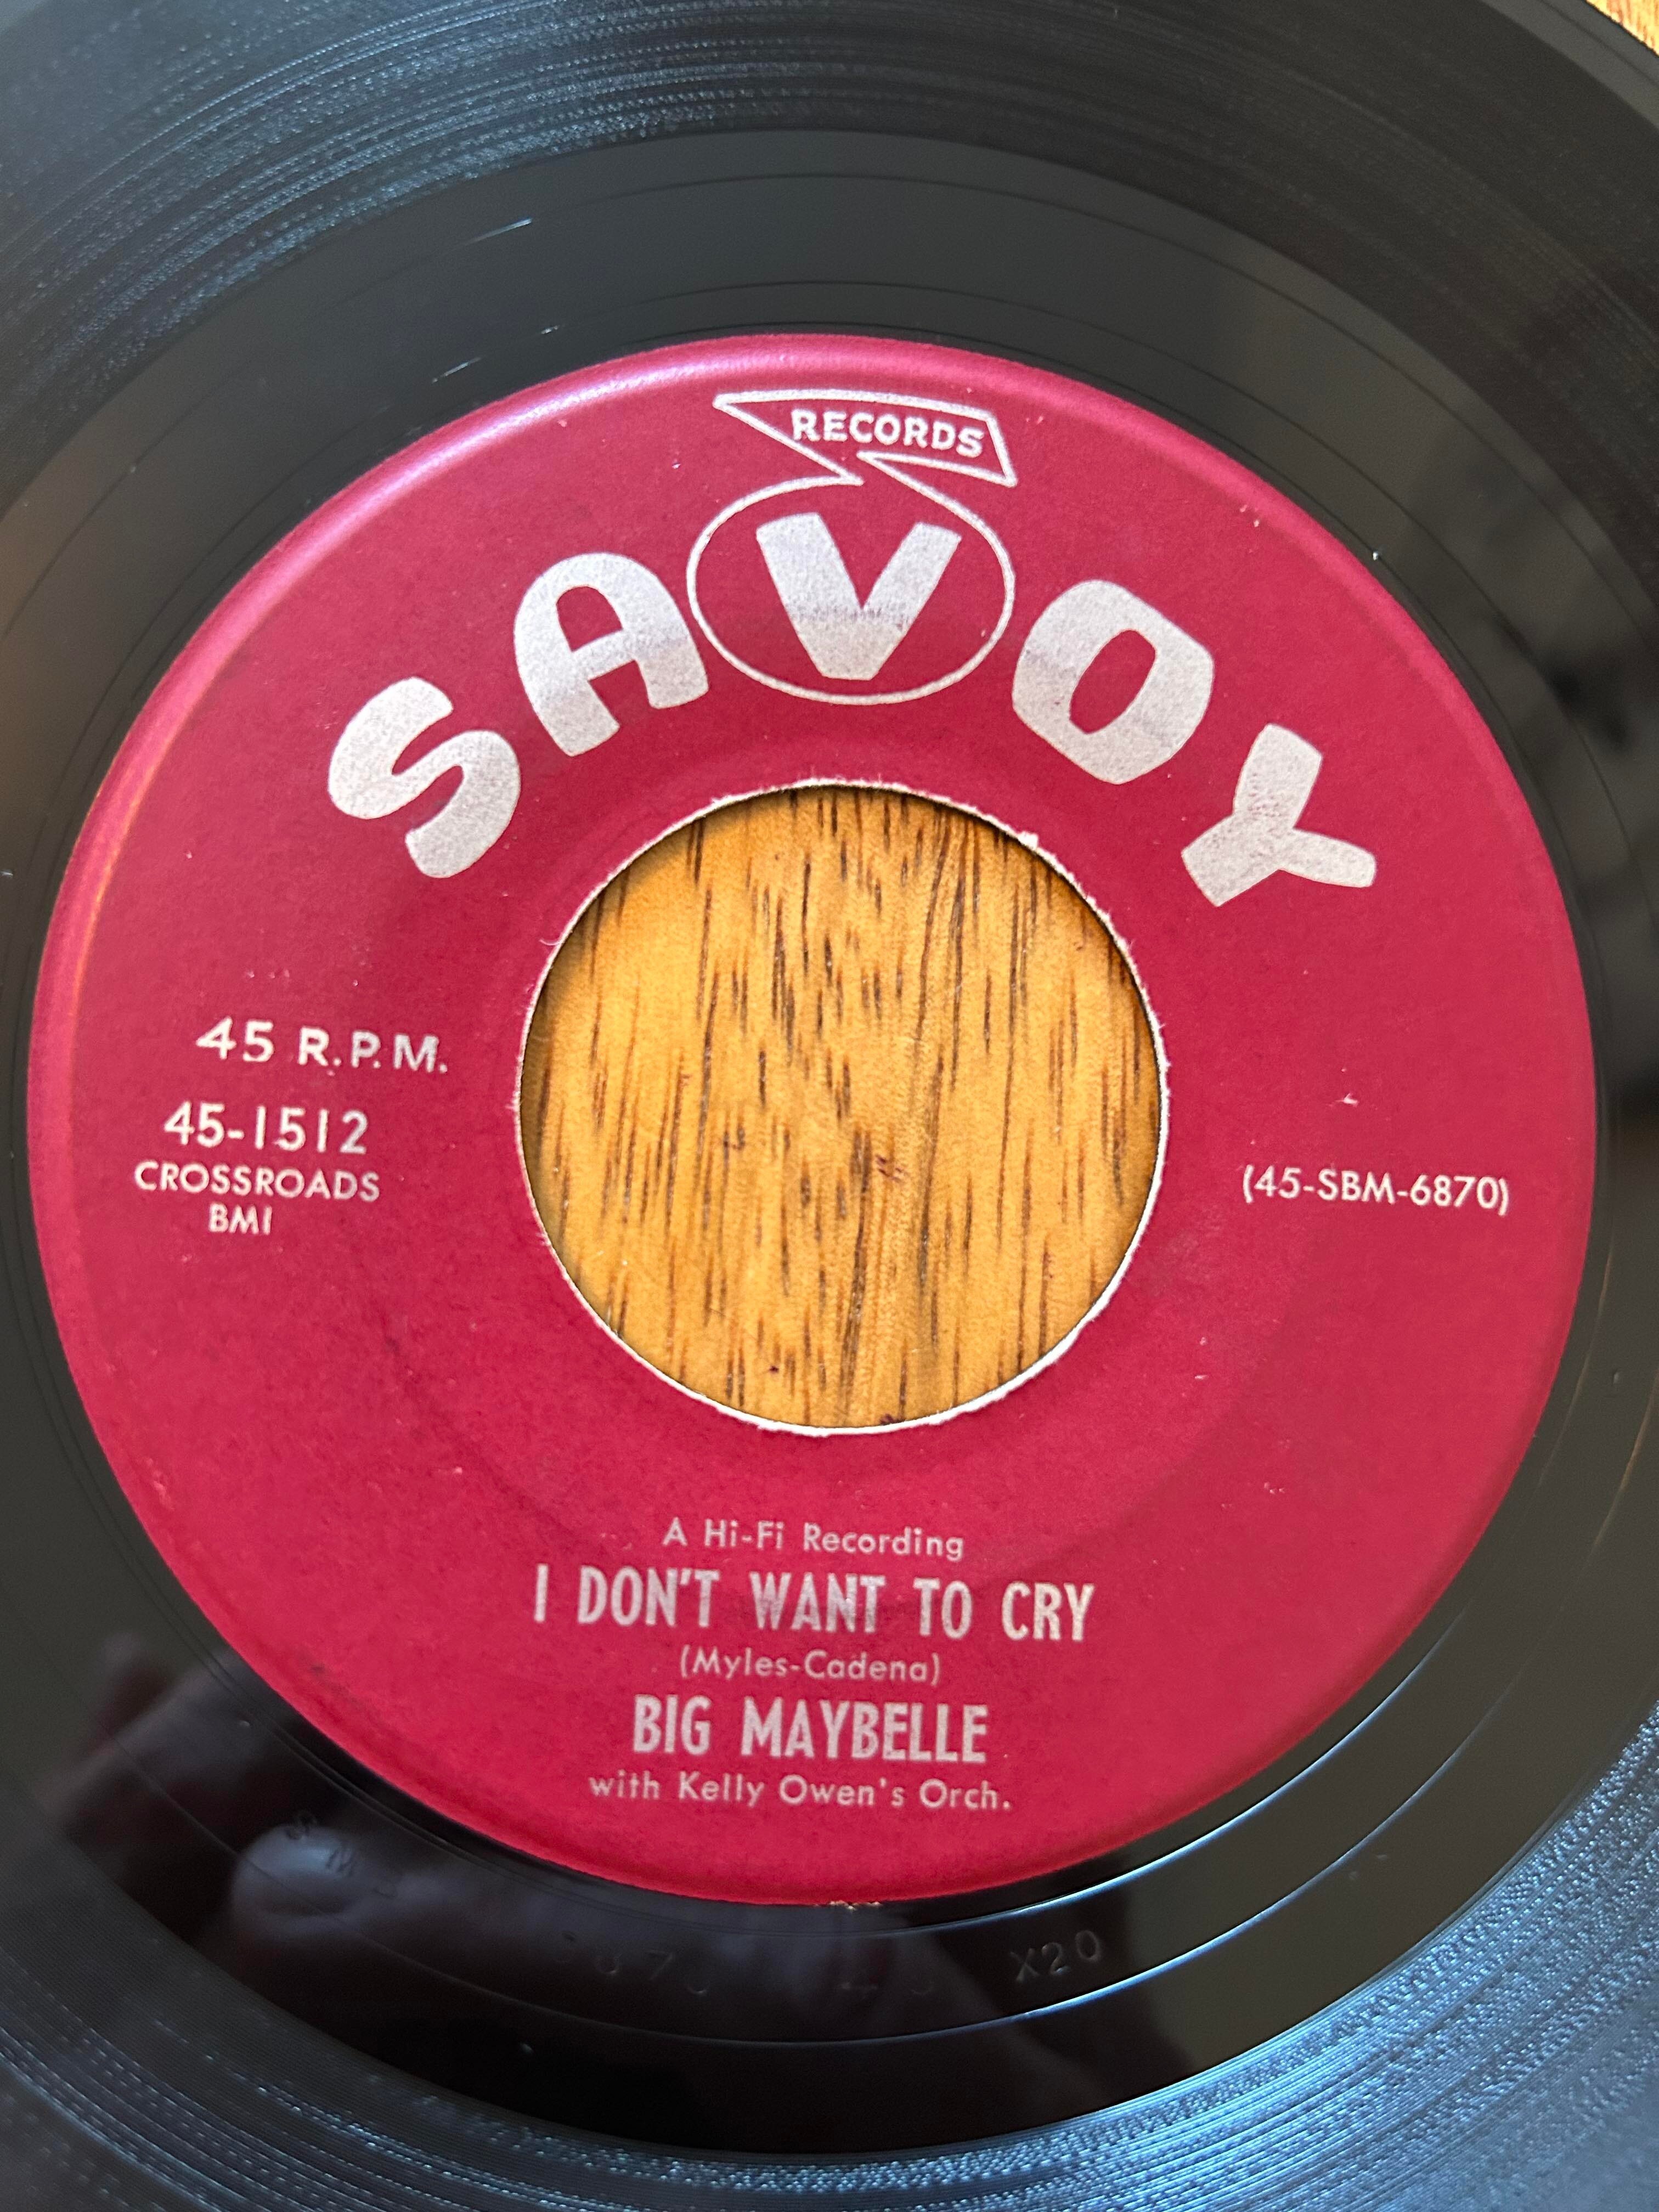 RECORDS
SAVOY
45 R.P.M.
45-1512
CROSSROADS
BMI
(45-SBM-6870)
A Hi-Fi Recording
I DON'T WANT TO CRY
(Myles-Cadena)
BIG MAYBELLE
with Kelly Owen's Orch.
X20